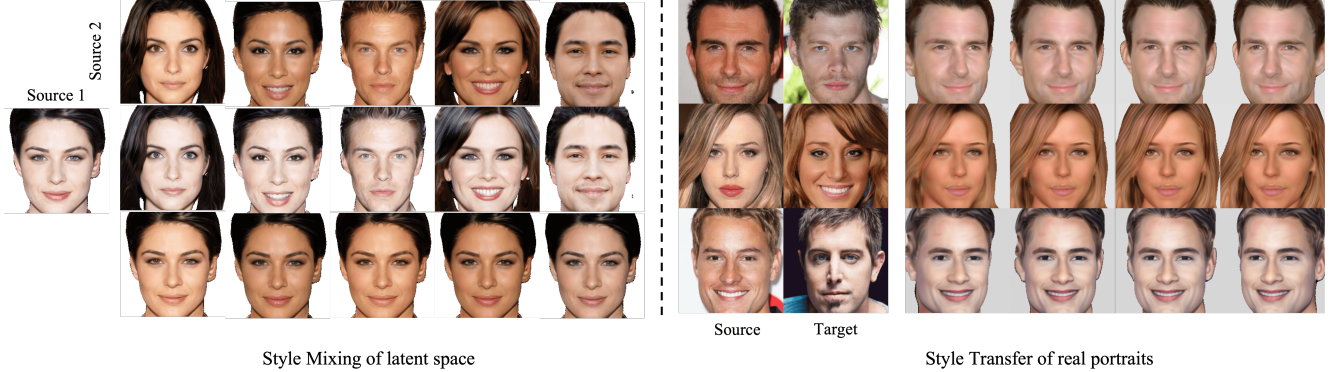 Source 2
Source 1
Source
Target
Style Mixing of latent space
Style Transfer of real portraits